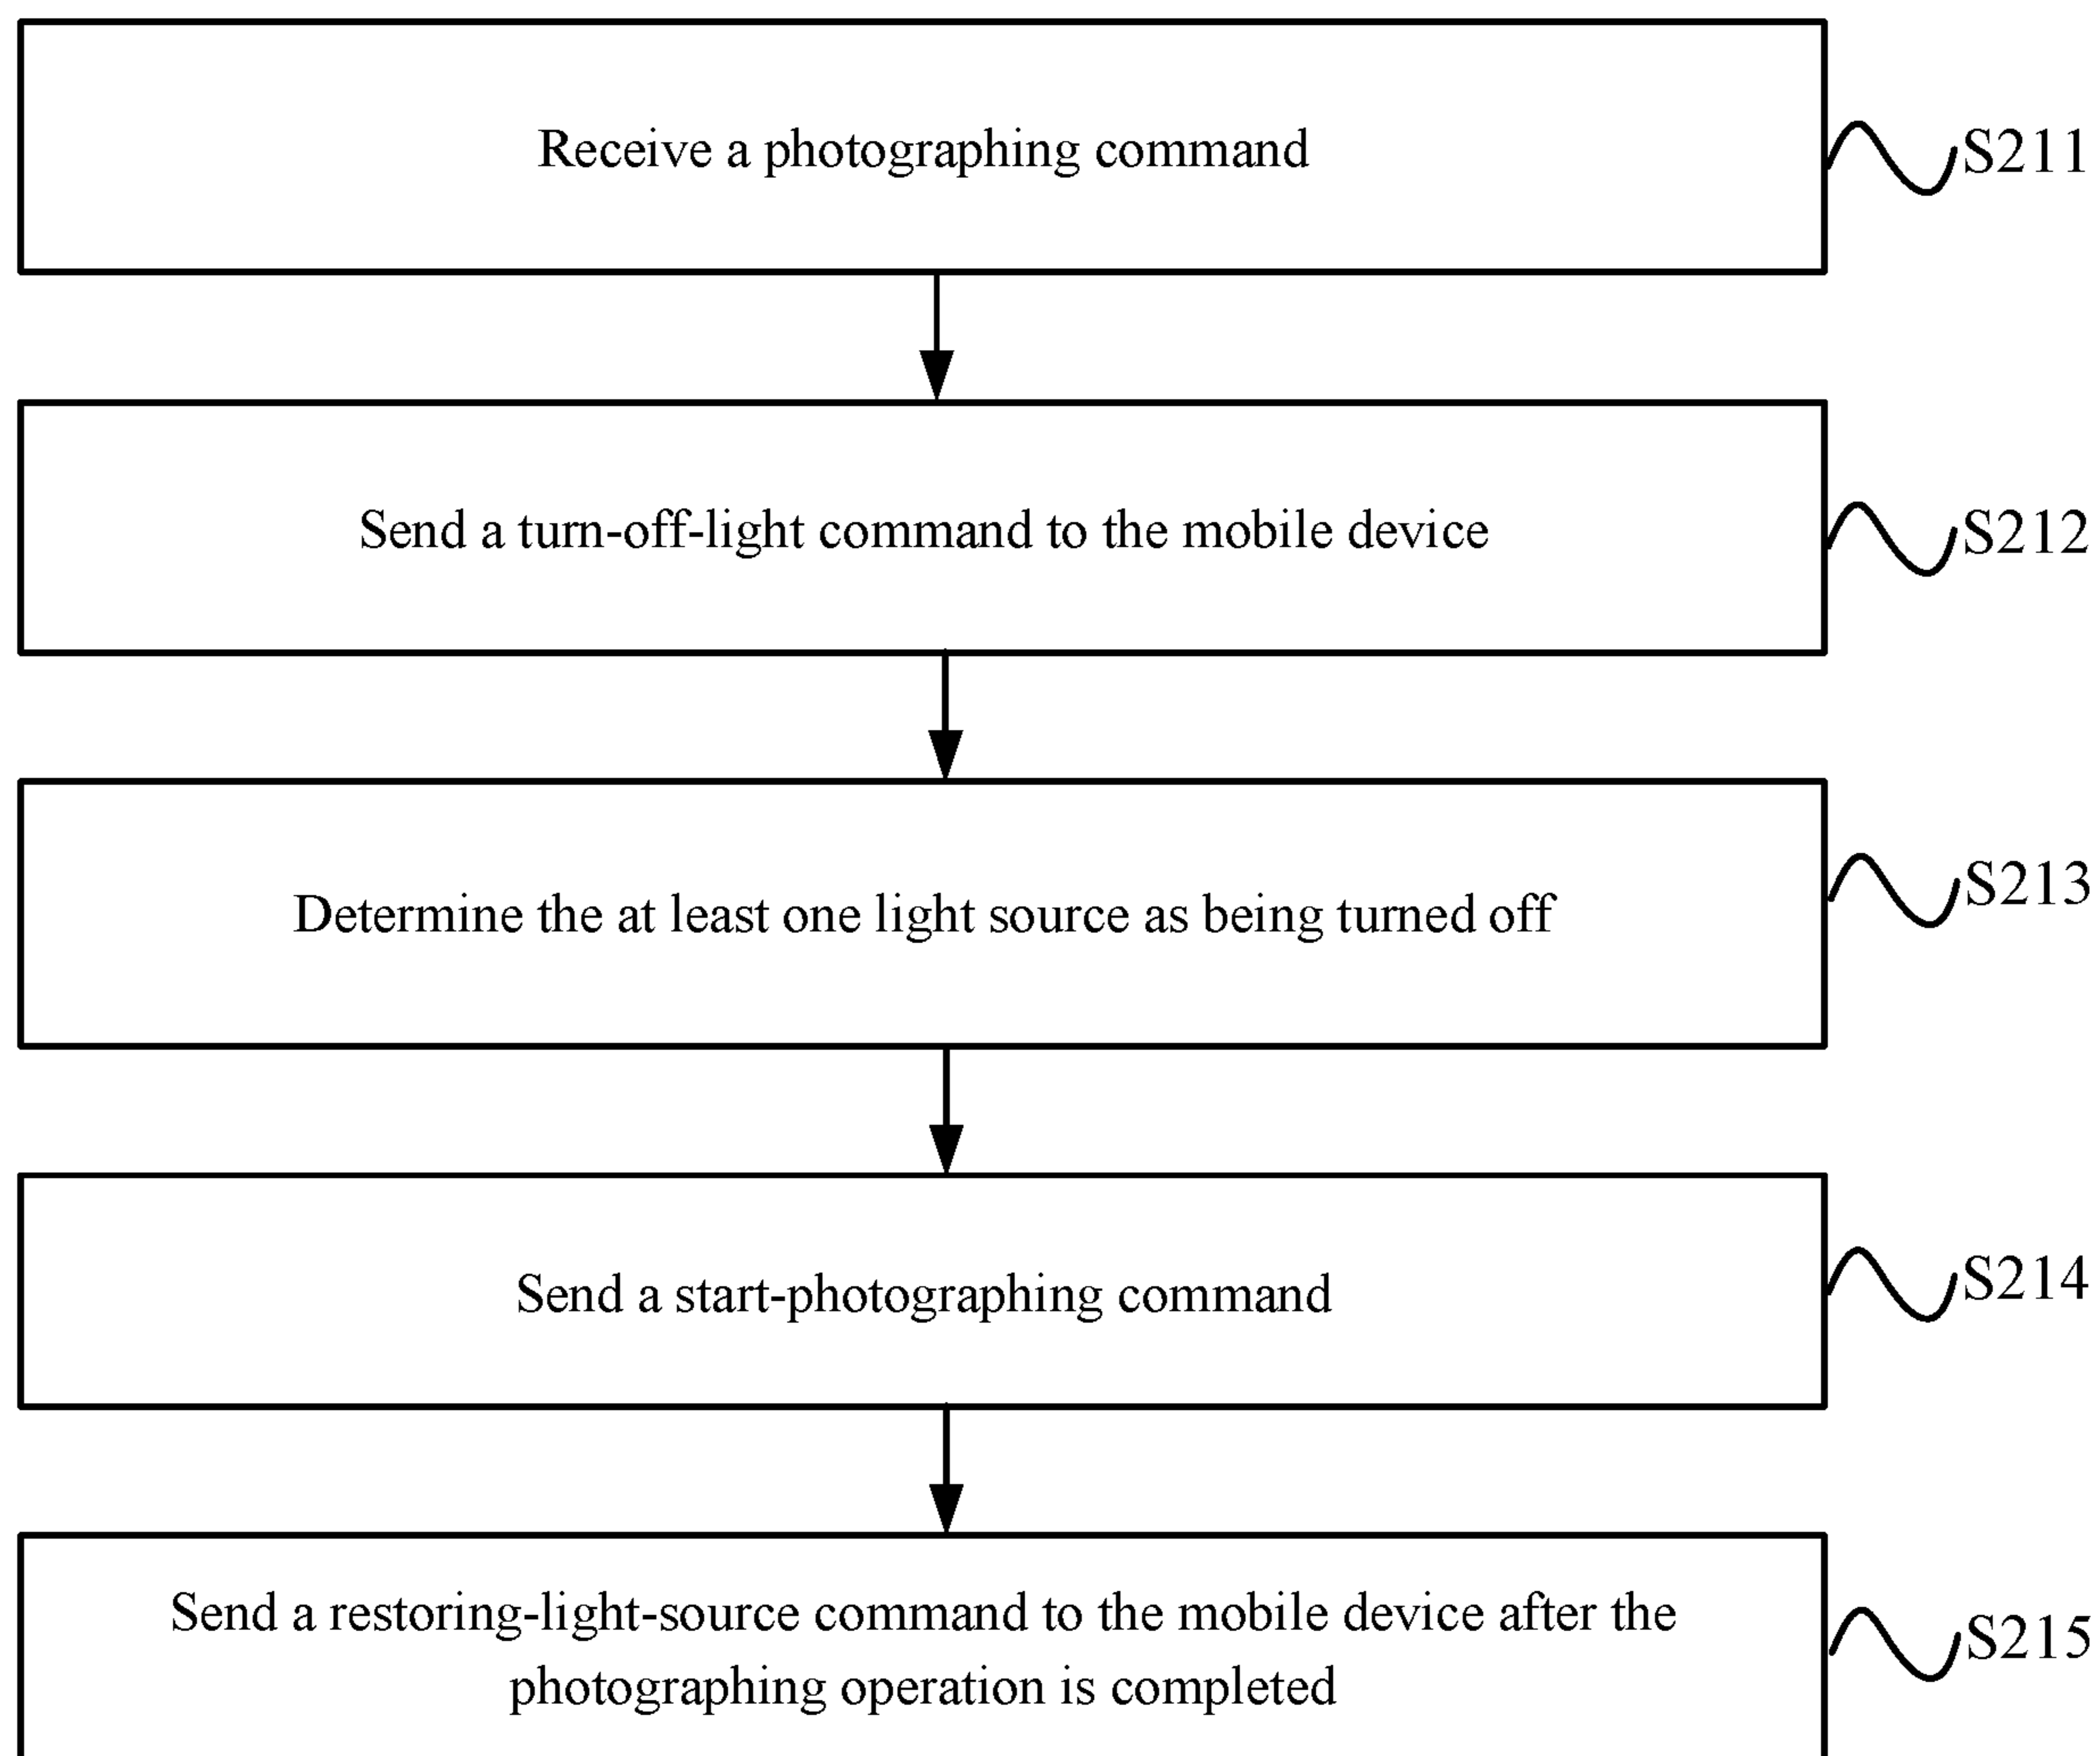 Receive a photographing command
S211
Send a turn-off-light command to the mobile device
S212
Determine the at least one light source as being turned off
S213
Send a start-photographing command
S214
Send a restoring-light-source command to the mobile device after the
photographing operation is completed
S215